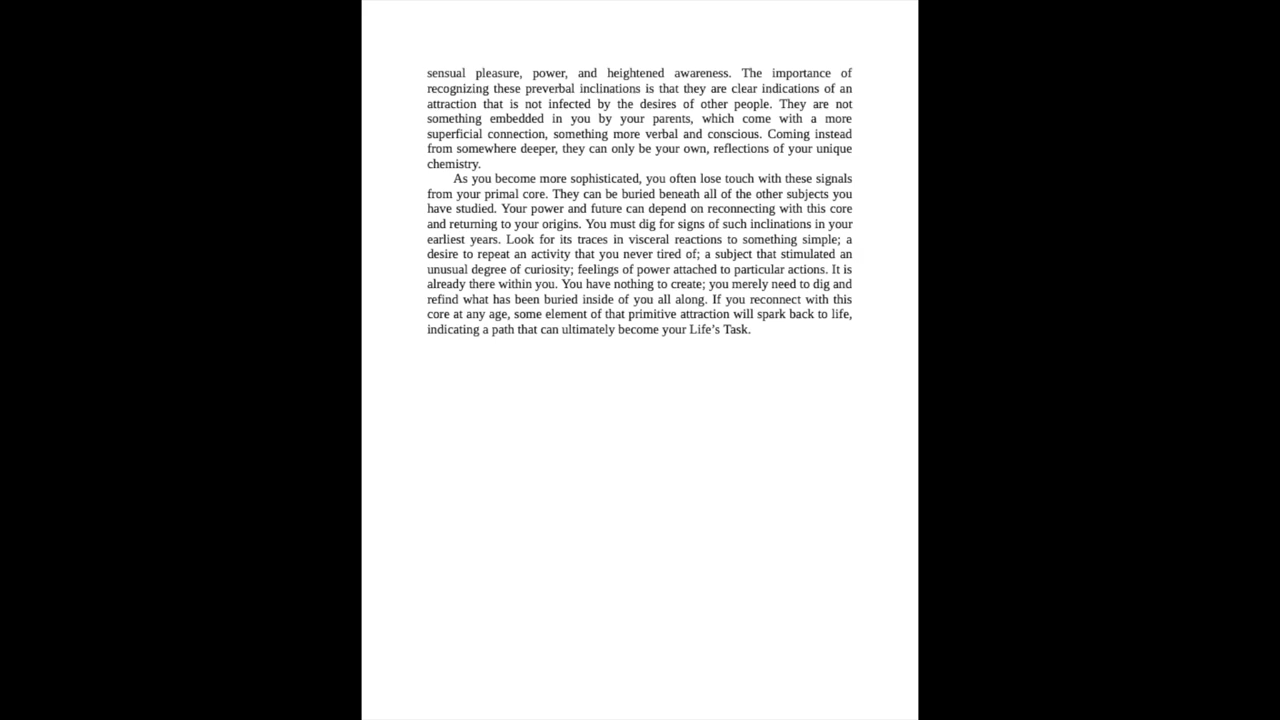 sensual pleasure, power, and heightened awareness. The importance of
recognizing these preverbal inclinations is that they are clear indications of an
attraction that is not infected by the desires of other people. They are not
something embedded in you by your parents, which come with a more
superficial connection, something more verbal and conscious. Coming instead
from somewhere deeper, they can only be your own, reflections of your unique
chemistry.
As you become more sophisticated, you often lose touch with these signals
from your primal core. They can be buried beneath all of the other subjects you
have studied. Your power and future can depend on reconnecting with this core
and returning to your origins. You must dig for signs of such inclinations in your
earliest years. Look for its traces in visceral reactions to something simple; a
desire to repeat an activity that you never tired of; a subject that stimulated an
unusual degree of curiosity; feelings of power attached to particular actions. It is
already there within you. You have nothing to create; you merely need to dig and
refind what has been buried inside of you all along. If you reconnect with this
core at any age, some element of that primitive attraction will spark back to life,
indicating a path that can ultimately become your Life’s Task.